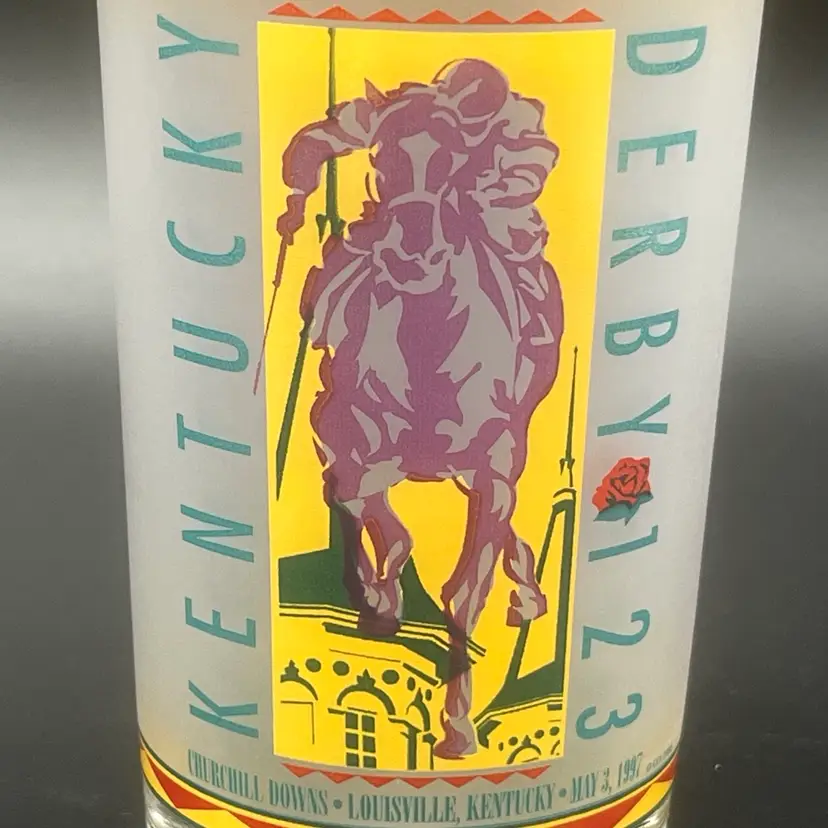 KENTUCKY
DERBY 123
CHURCHILL DOWNS • LOUISVILLE, KENTUCKY • MAY 3, 1997